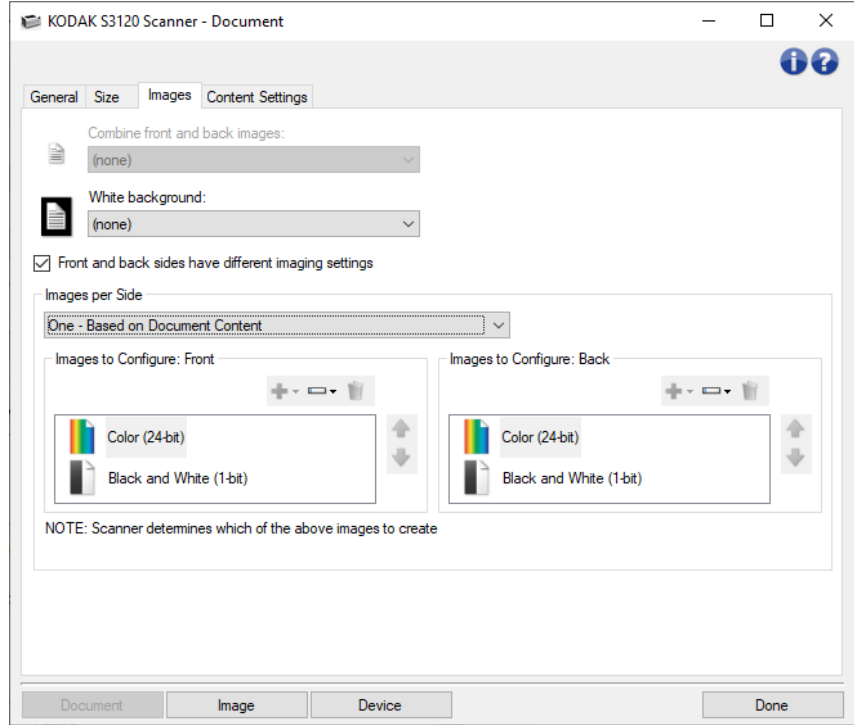 KODAK S3120 Scanner - Document
General Size Images Content Settings
Combine front and back images:
(none)
White background:
(none)
Front and back sides have different imaging settings
Images per Side
One - Based on Document Content
Images to Configure: Front
Color (24-bit)
Black and White (1-bit)
Images to Configure: Back
Color (24-bit)
Black and White (1-bit)
NOTE: Scanner determines which of the above images to create
Document Image Device Done